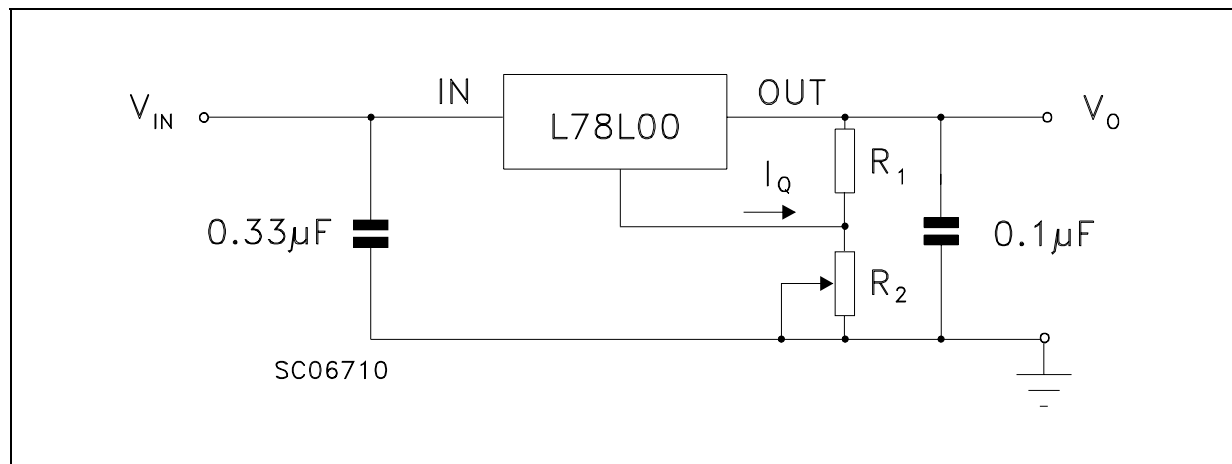 V_IN
IN
L78L00
OUT
V_O
I_Q
R_1
0.33μF
0.1μF
R_2
SC06710